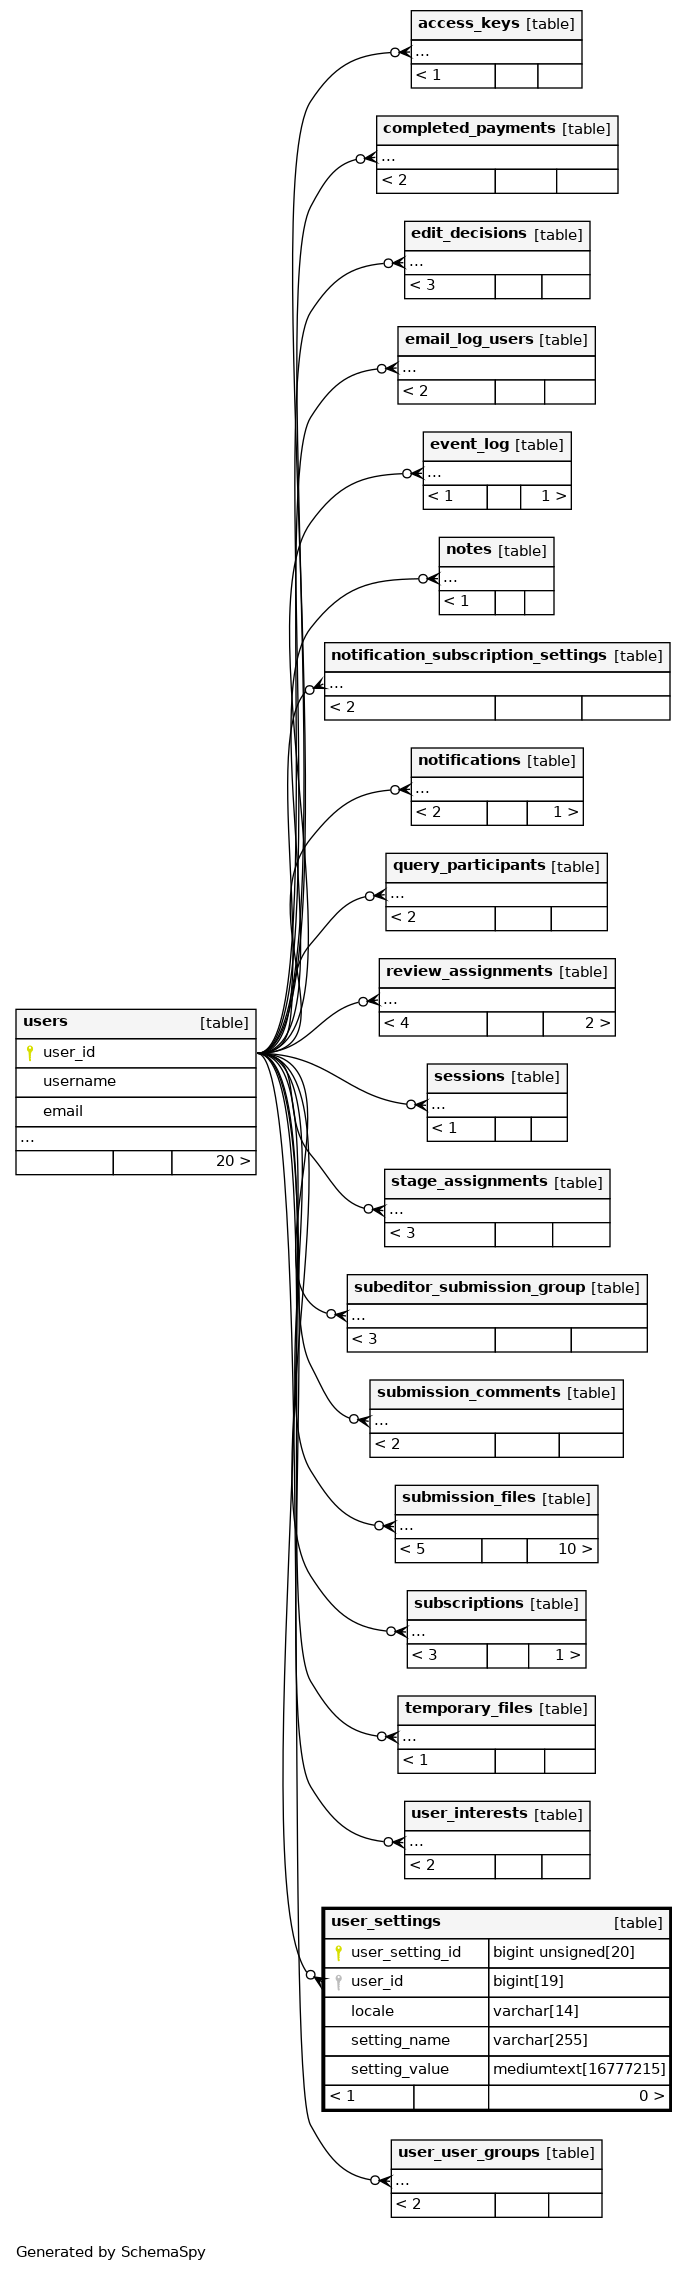 access_keys [table]
...
< 1
completed_payments [table]
...
< 2
edit_decisions [table]
...
< 3
email_log_users [table]
...
< 2
event_log [table]
...
< 1 1 >
notes [table]
...
< 1
notification_subscription_settings [table]
...
< 2
notifications [table]
...
< 2 1 >
query_participants [table]
...
< 2
review_assignments [table]
...
< 4 2 >
users [table]
user_id
username
email
...
20 >
sessions [table]
...
< 1
stage_assignments [table]
...
< 3
subeditor_submission_group [table]
...
< 3
submission_comments [table]
...
< 2
submission_files [table]
...
< 5 10 >
subscriptions [table]
...
< 3 1 >
temporary_files [table]
...
< 1
user_interests [table]
...
< 2
user_settings [table]
user_setting_id bigint unsigned[20]
user_id bigint[19]
locale varchar[14]
setting_name varchar[255]
setting_value mediumtext[16777215]
< 1 0 >
user_user_groups [table]
...
< 2
Generated by SchemaSpy